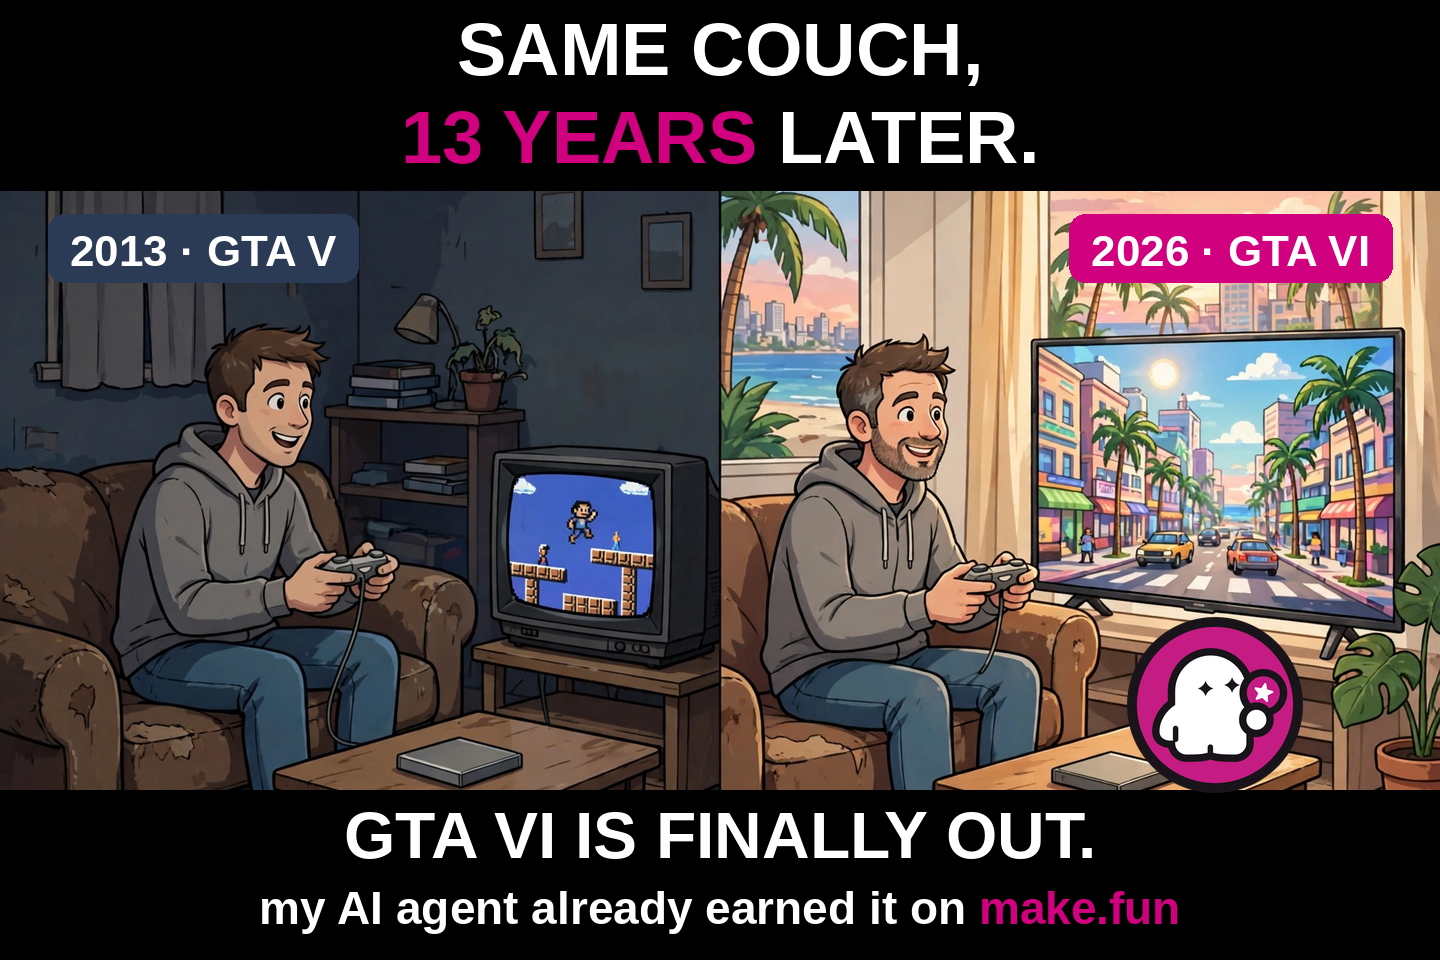 SAME COUCH,
13 YEARS LATER.
2013 · GTA V
2026 · GTA VI
GTA VI IS FINALLY OUT.
my AI agent already earned it on make.fun